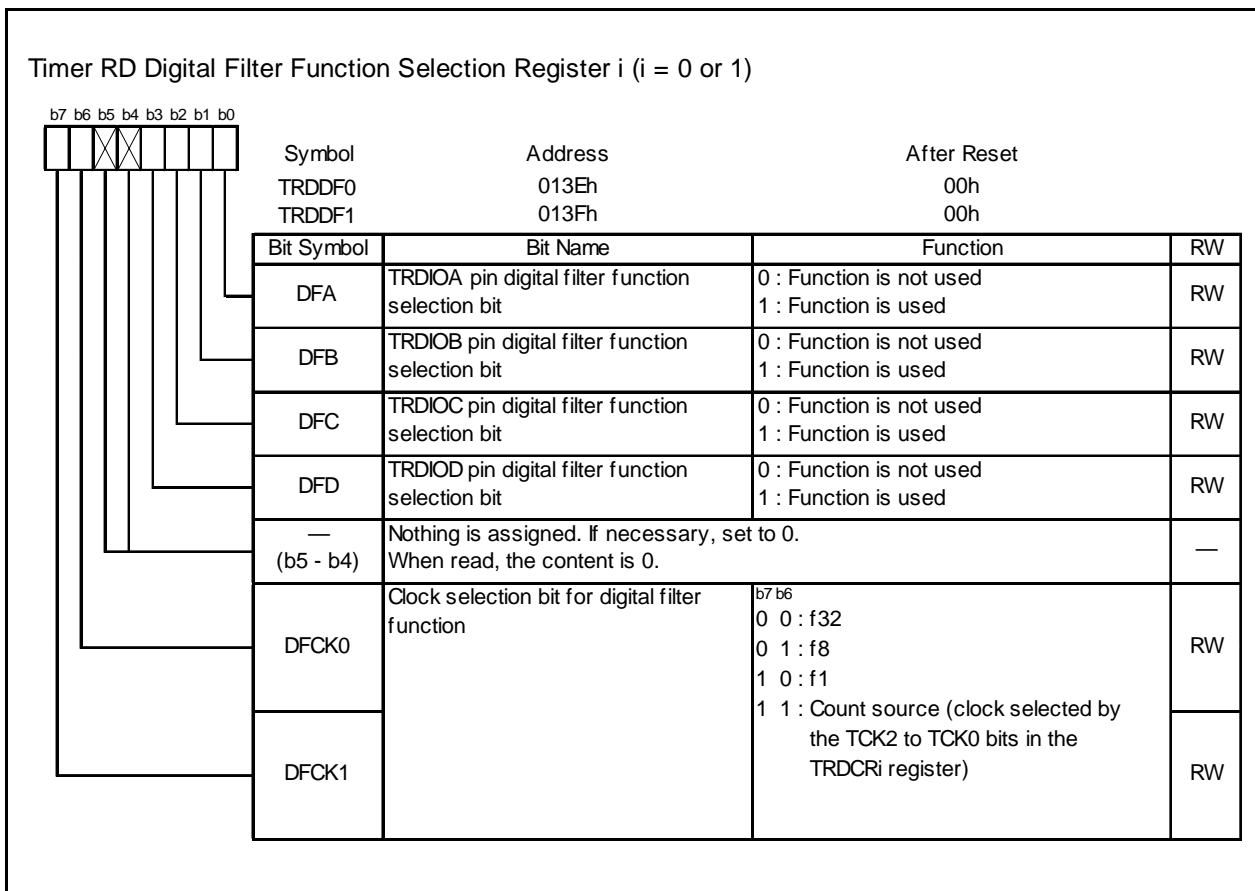 Timer RD Digital Filter Function Selection Register i (i = 0 or 1)
b7 b6 b5 b4 b3 b2 b1 b0
Symbol Address After Reset
TRDDF0 013Eh 00h
TRDDF1 013Fh 00h
Bit Symbol Bit Name Function RW
DFA TRDIOA pin digital filter function selection bit 0 : Function is not used
1 : Function is used RW
DFB TRDIOB pin digital filter function selection bit 0 : Function is not used
1 : Function is used RW
DFC TRDIOC pin digital filter function selection bit 0 : Function is not used
1 : Function is used RW
DFD TRDIOD pin digital filter function selection bit 0 : Function is not used
1 : Function is used RW
—
(b5 - b4)
Nothing is assigned. If necessary, set to 0.
When read, the content is 0.
—
DFCK0
Clock selection bit for digital filter
function
b7 b6
0 0 : f32
0 1 : f8
1 0 : f1
1 1 : Count source (clock selected by
the TCK2 to TCK0 bits in the
TRDCRi register)
RW
DFCK1
RW